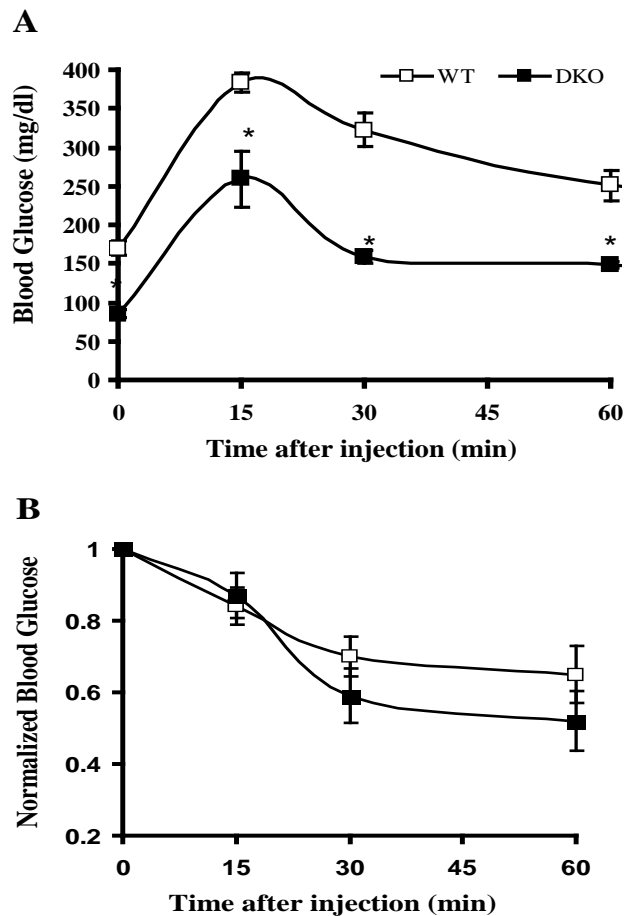 A
WT DKO
Blood Glucose (mg/dl)
400
350
300
250
200
150
100
50
0
*
*
*
*
0 15 30 45 60
Time after injection (min)
B
Normalized Blood Glucose
1
0.8
0.6
0.4
0.2
0 15 30 45 60
Time after injection (min)